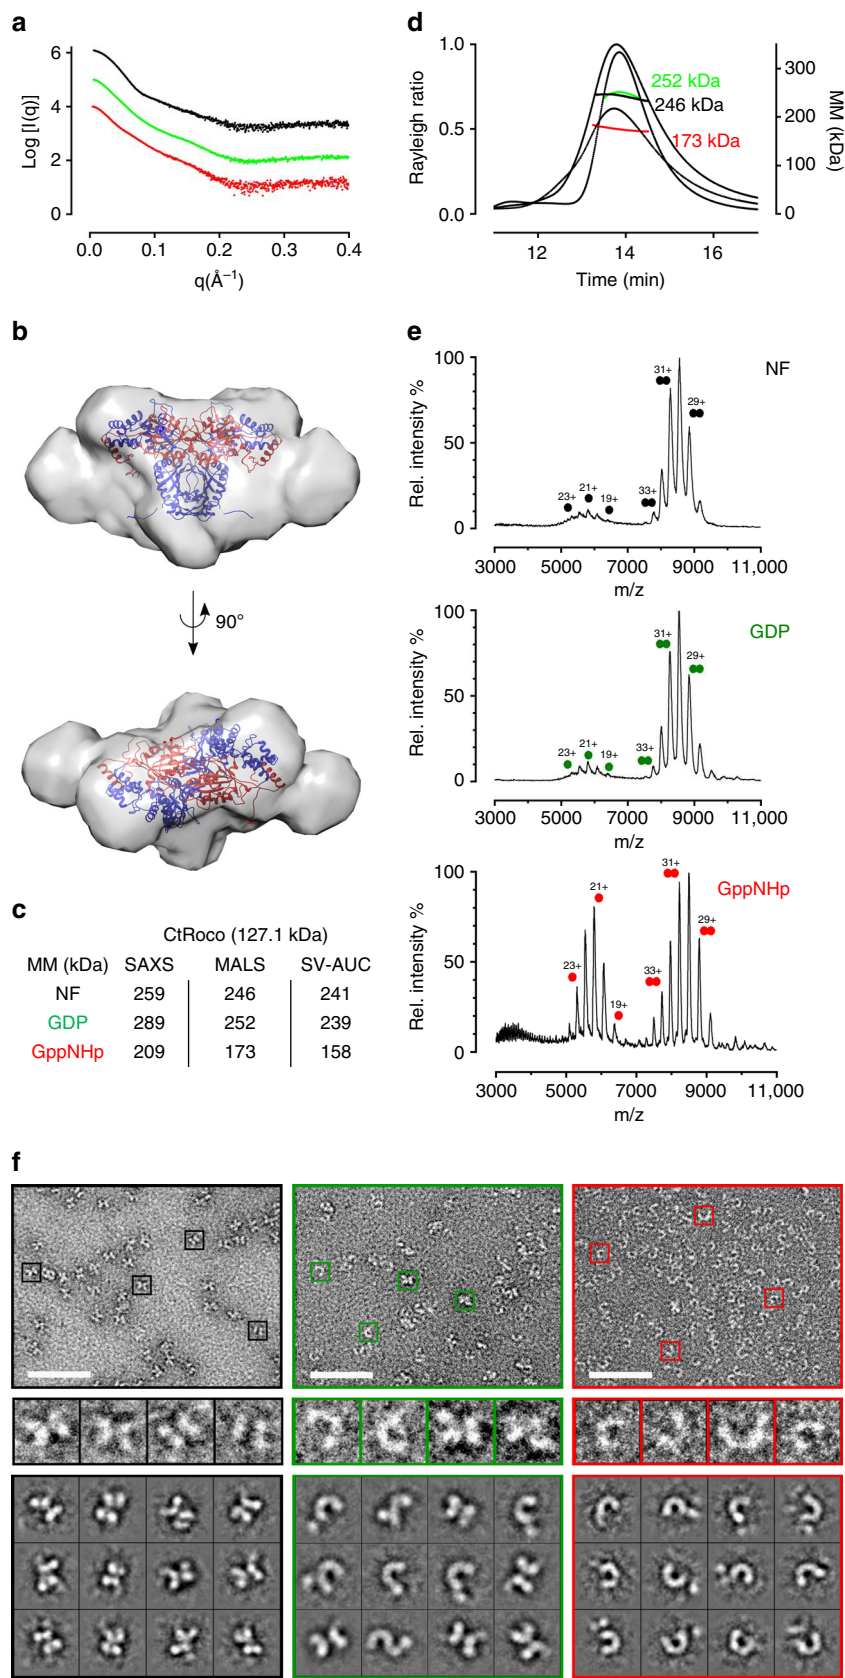 a
6
4
2
0
Log [I(q)]
0.0 0.1 0.2 0.3 0.4
q(Å⁻¹)
b
90°
c
CtRoco (127.1 kDa)
MM (kDa) SAXS MALS SV-AUC
NF 259 246 241
GDP 289 252 239
GppNHp 209 173 158
d
1.0
0.5
0.0
Rayleigh ratio
252 kDa
246 kDa
173 kDa
300
200
100
0
MM (kDa)
12 14 16
Time (min)
e
100
50
0
Rel. intensity %
NF
31+
29+
23+
21+
19+
33+
3000 5000 7000 9000 11,000
m/z
100
50
0
Rel. intensity %
GDP
31+
29+
23+
21+
19+
33+
3000 5000 7000 9000 11,000
m/z
100
50
0
Rel. intensity %
GppNHp
31+
21+
29+
23+
33+
19+
3000 5000 7000 9000 11,000
m/z
f